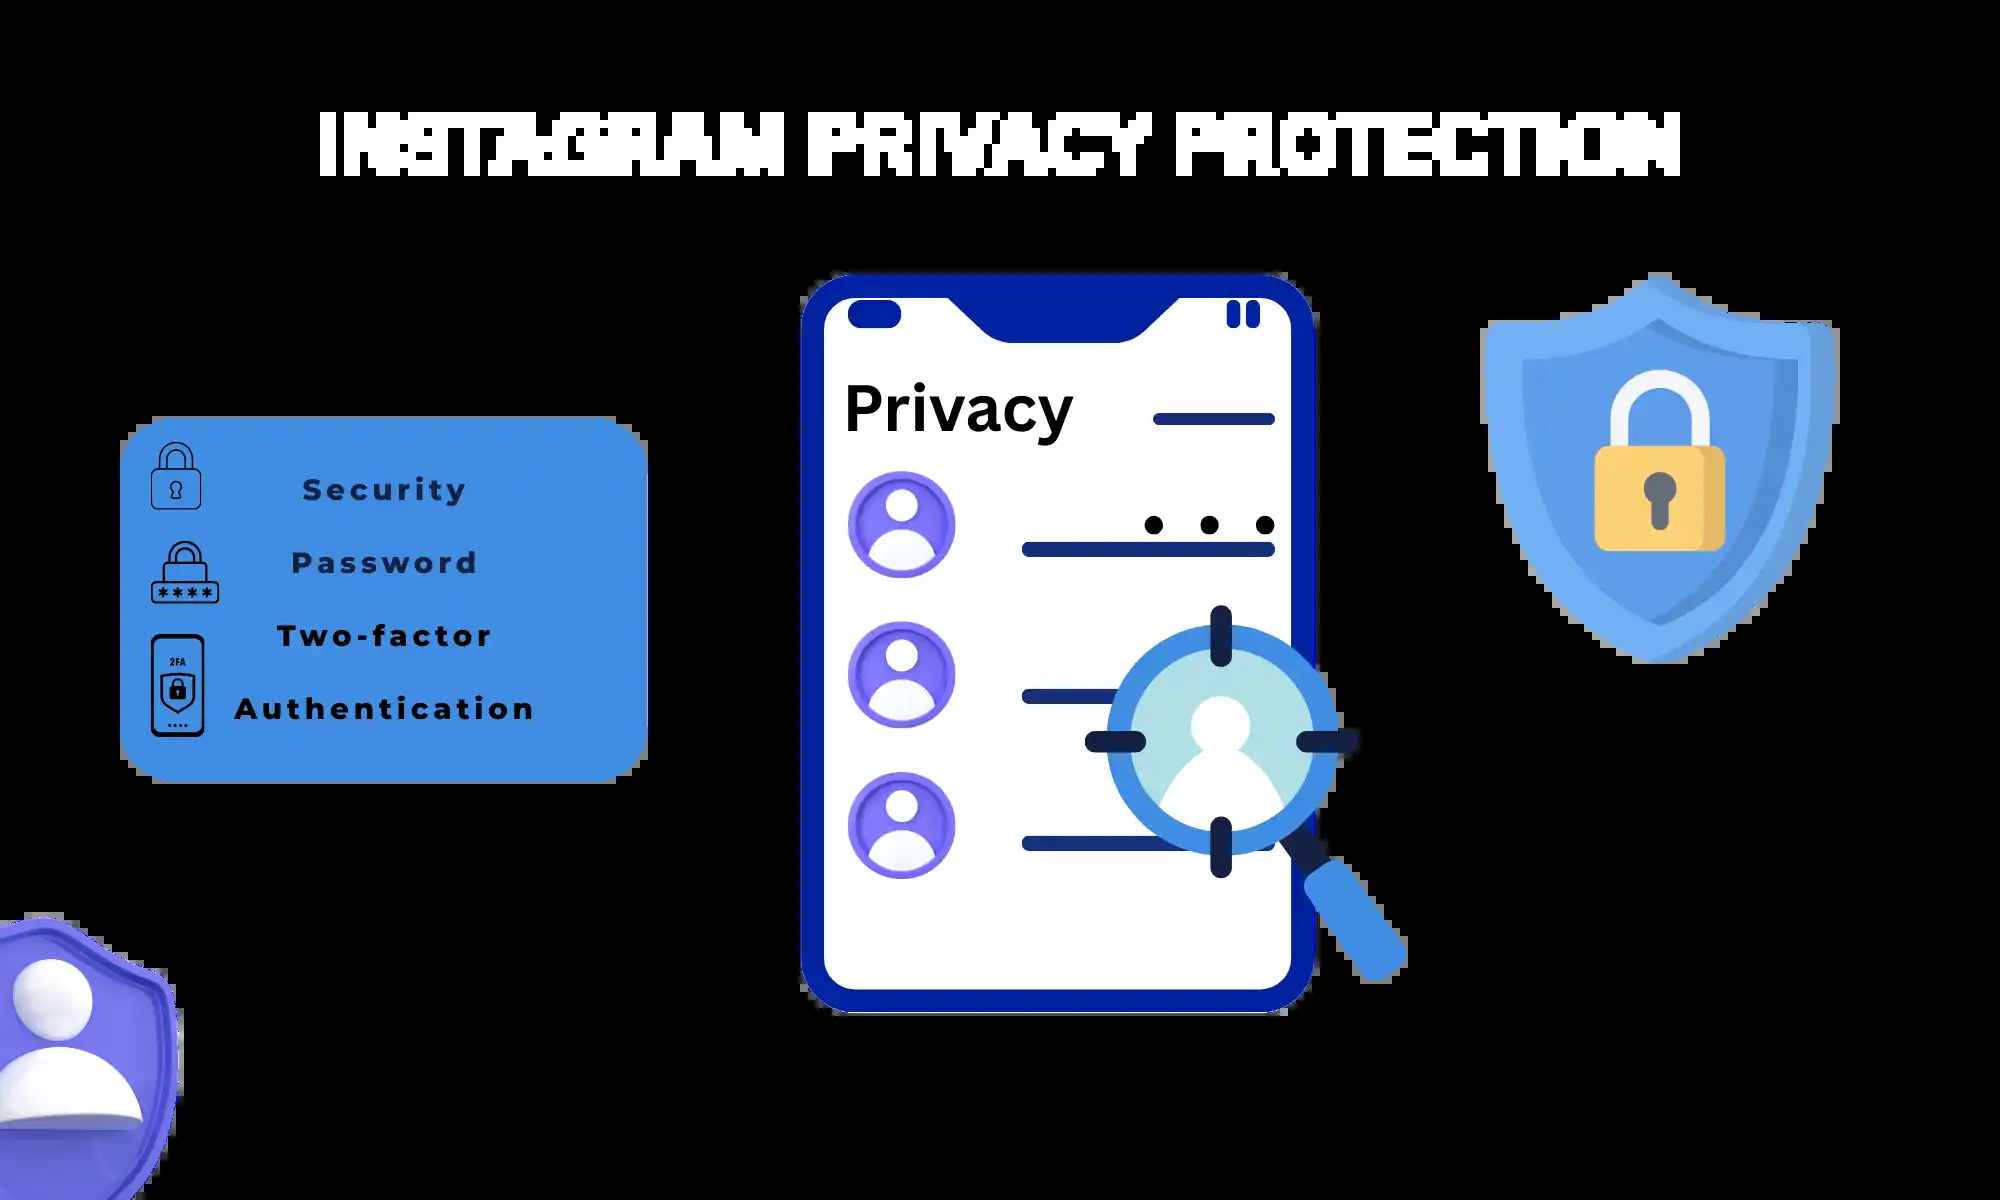 INSTAGRAM PRIVACY PROTECTION
Security
Password
****
Two-factor
2FA
Authentication
Privacy